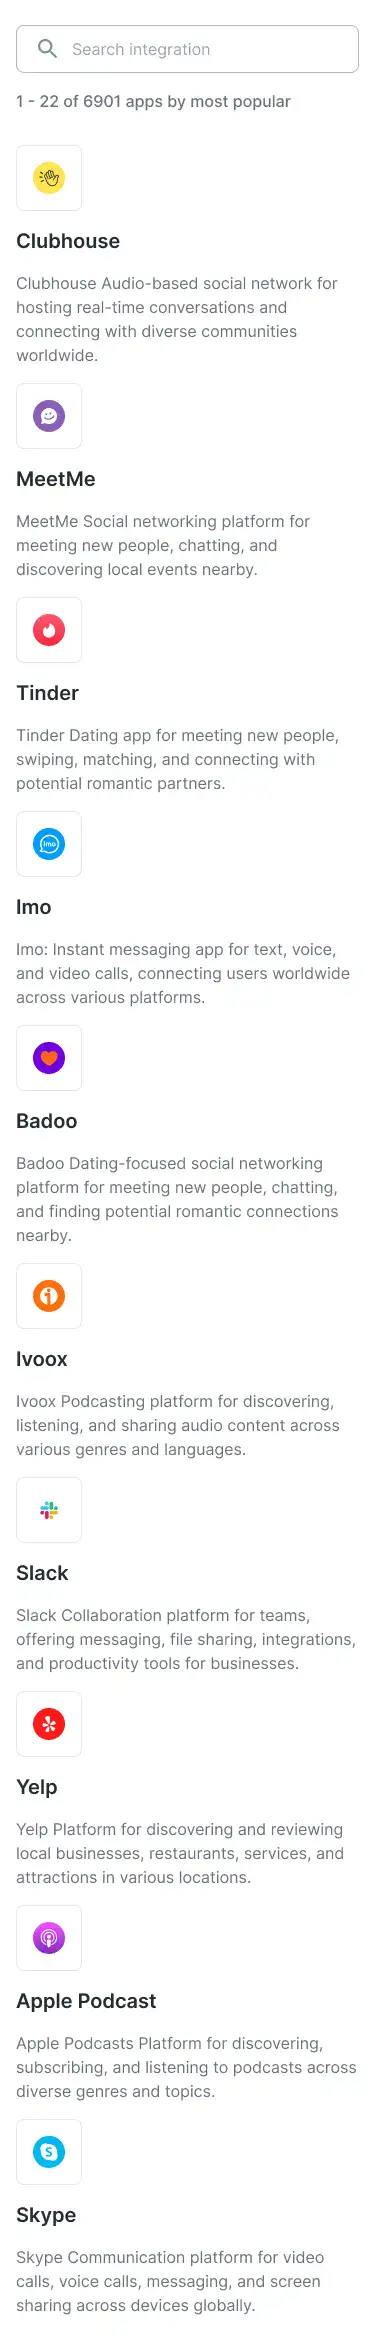 Search integration
1 - 22 of 6901 apps by most popular
Clubhouse
Clubhouse Audio-based social network for
hosting real-time conversations and
connecting with diverse communities
worldwide.
MeetMe
MeetMe Social networking platform for
meeting new people, chatting, and
discovering local events nearby.
Tinder
Tinder Dating app for meeting new people,
swiping, matching, and connecting with
potential romantic partners.
imo
Imo
Imo: Instant messaging app for text, voice,
and video calls, connecting users worldwide
across various platforms.
Badoo
Badoo Dating-focused social networking
platform for meeting new people, chatting,
and finding potential romantic connections
nearby.
Ivoox
Ivoox Podcasting platform for discovering,
listening, and sharing audio content across
various genres and languages.
Slack
Slack Collaboration platform for teams,
offering messaging, file sharing, integrations,
and productivity tools for businesses.
Yelp
Yelp Platform for discovering and reviewing
local businesses, restaurants, services, and
attractions in various locations.
Apple Podcast
Apple Podcasts Platform for discovering,
subscribing, and listening to podcasts across
diverse genres and topics.
S
Skype
Skype Communication platform for video
calls, voice calls, messaging, and screen
sharing across devices globally.